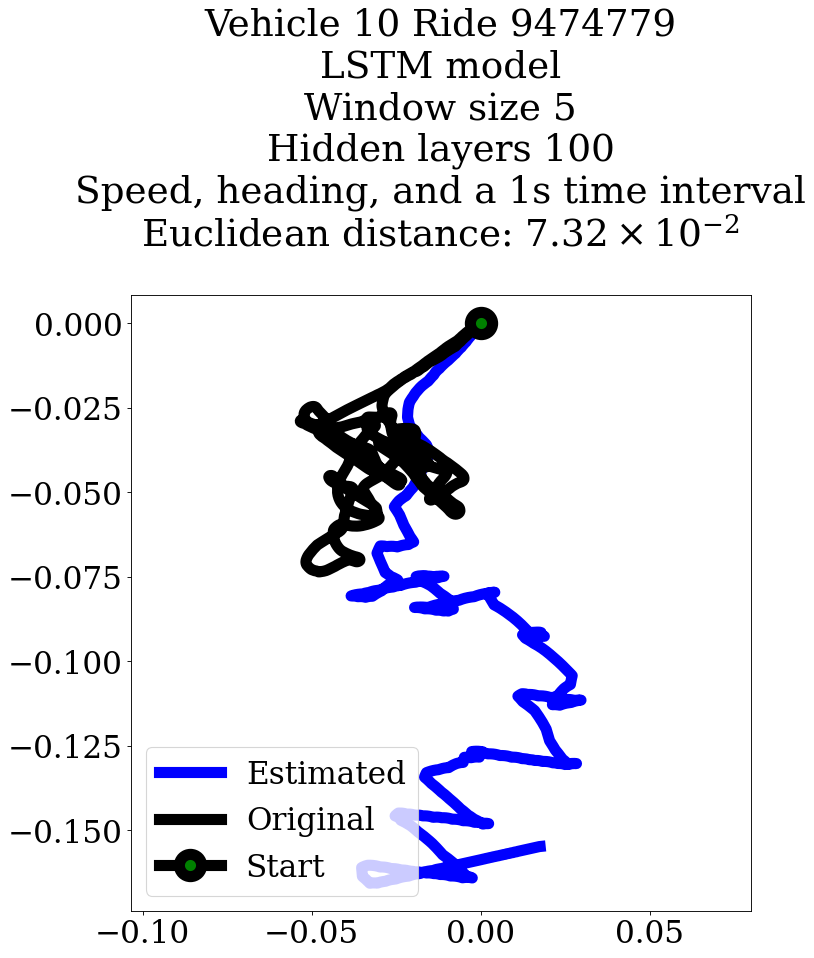 Vehicle 10 Ride 9474779
LSTM model
Window size 5
Hidden layers 100
Speed, heading, and a 1s time interval
Euclidean distance: 7.32 × 10⁻²
0.000
−0.025
−0.050
−0.075
−0.100
−0.125
−0.150
Estimated
Original
Start
−0.10
−0.05
0.00
0.05